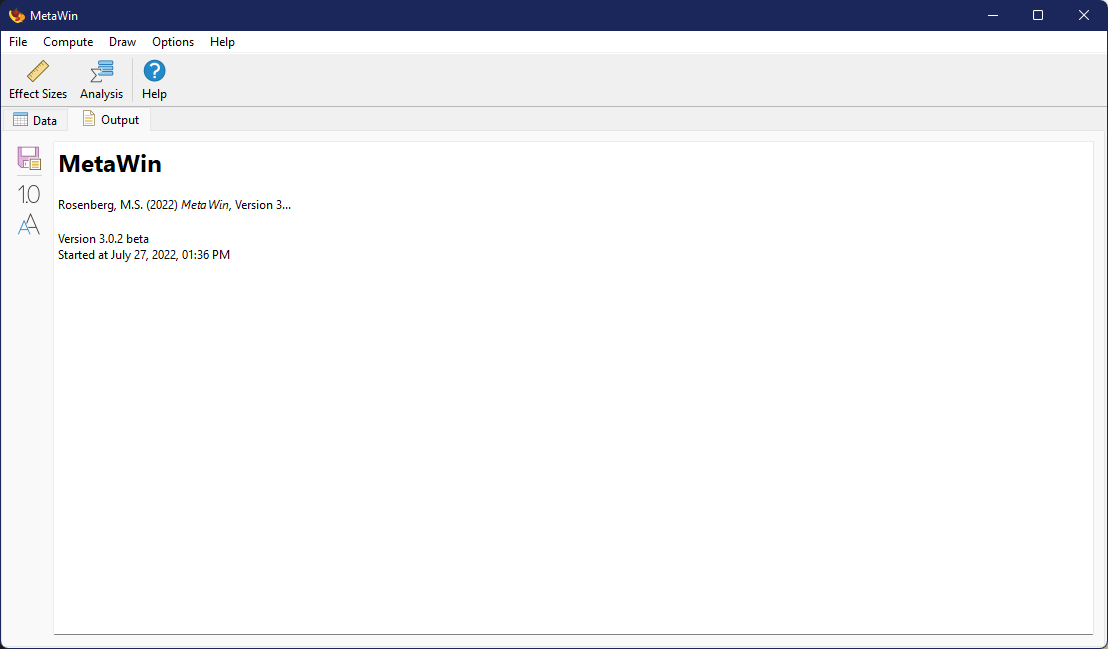 MetaWin
File Compute Draw Options Help
Effect Sizes Analysis Help
Data Output
MetaWin
1.0
Rosenberg, M.S. (2022) MetaWin, Version 3...
AA
Version 3.0.2 beta
Started at July 27, 2022, 01:36 PM